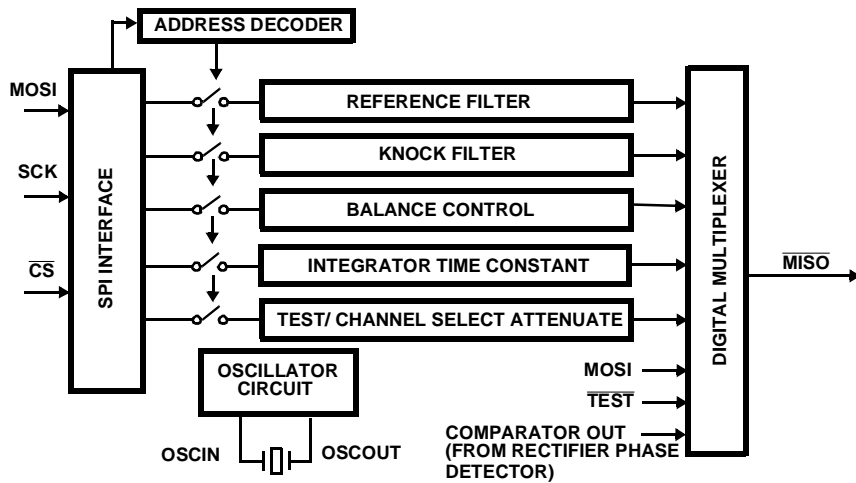 ADDRESS DECODER
MOSI
SCK
CS
SPI INTERFACE
REFERENCE FILTER
KNOCK FILTER
BALANCE CONTROL
INTEGRATOR TIME CONSTANT
TEST/ CHANNEL SELECT ATTENUATE
DIGITAL MULTIPLEXER
MISO
OSCILLATOR
CIRCUIT
OSCIN
OSCOUT
MOSI
TEST
COMPARATOR OUT
(FROM RECTIFIER PHASE
DETECTOR)